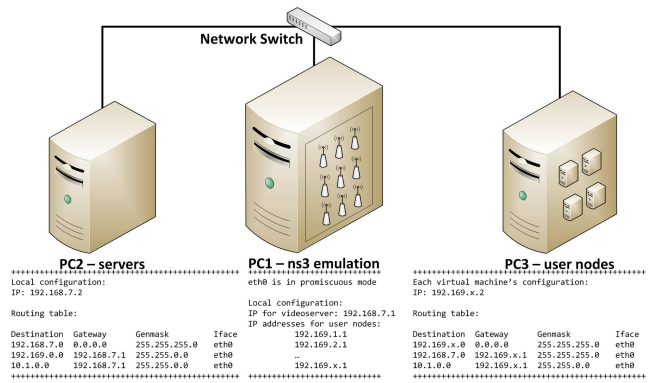 Network Switch
PC2 – servers
++++++++++++++++++++++++++++++++++++++++
Local configuration:
IP: 192.168.7.2
Routing table:
Destination Gateway Genmask Iface
192.168.7.0 0.0.0.0 255.255.255.0 eth0
192.169.0.0 192.168.7.1 255.255.0.0 eth0
10.1.0.0 192.168.7.1 255.255.0.0 eth0
++++++++++++++++++++++++++++++++++++++++
PC1 – ns3 emulation
++++++++++++++++++++++++++++
eth0 is in promiscuous mode
Local configuration:
IP for videoserver: 192.168.7.1
IP addresses for user nodes:
192.169.1.1
192.169.2.1
…
192.169.x.1
++++++++++++++++++++++++++++
PC3 – user nodes
++++++++++++++++++++++++++++++++++++++++
Each virtual machine's configuration:
IP: 192.169.x.2
Routing table:
Destination Gateway Genmask Iface
192.169.x.0 0.0.0.0 255.255.255.0 eth0
192.168.7.0 192.169.x.1 255.255.255.0 eth0
10.1.0.0 192.169.x.1 255.255.0.0 eth0
++++++++++++++++++++++++++++++++++++++++